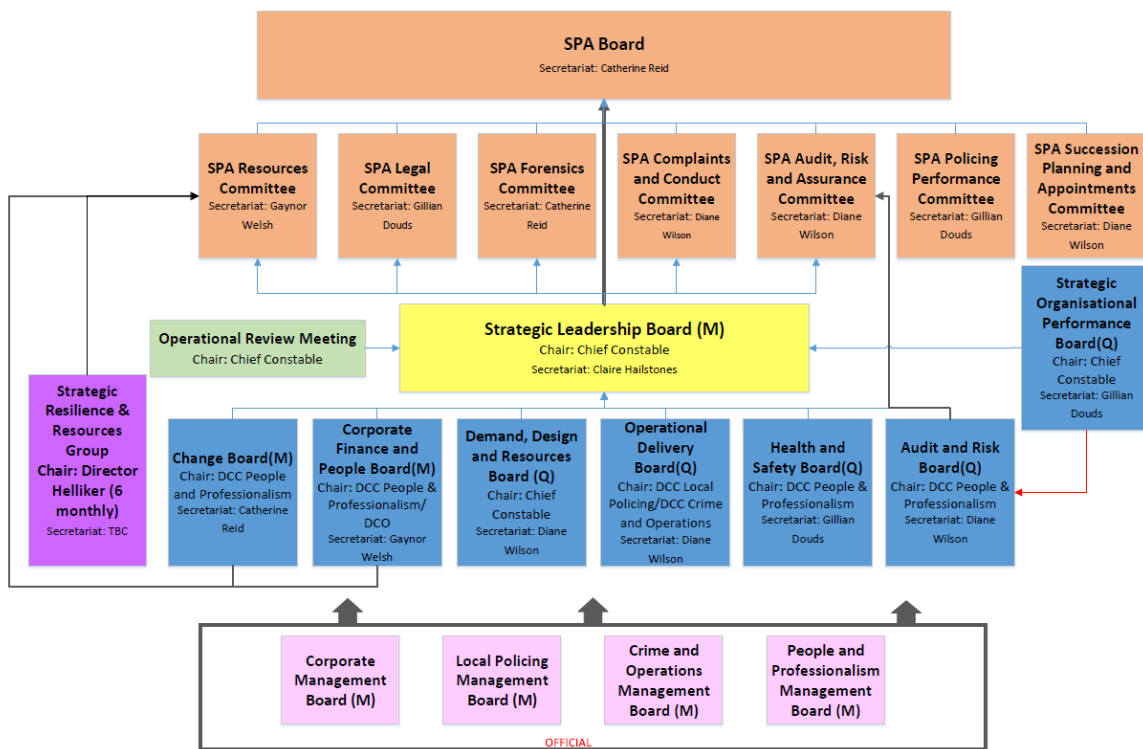 SPA Board
Secretariat: Catherine Reid
SPA Resources
Committee
Secretariat: Gaynor
Welsh
SPA Legal
Committee
Secretariat: Gillian
Douds
SPA Forensics
Committee
Secretariat: Catherine
Reid
SPA Complaints
and Conduct
Committee
Secretariat: Diane
Wilson
SPA Audit, Risk
and Assurance
Committee
Secretariat: Diane
Wilson
SPA Policing
Performance
Committee
Secretariat: Gillian
Douds
SPA Succession
Planning and
Appointments
Committee
Secretariat: Diane
Wilson
Operational Review Meeting
Chair: Chief Constable
Strategic Leadership Board (M)
Chair: Chief Constable
Secretariat: Claire Hailstones
Strategic
Organisational
Performance
Board(Q)
Chair: Chief
Constable
Secretariat: Gillian
Douds
Strategic
Resilience &
Resources
Group
Chair: Director
Helliker (6
monthly)
Secretariat: TBC
Change Board(M)
Chair: DCC People
and Professionalism
Secretariat: Catherine
Reid
Corporate
Finance and
People Board(M)
Chair: DCC People &
Professionalism/
DCO
Secretariat: Gaynor
Welsh
Demand, Design
and Resources
Board (Q)
Chair: Chief
Constable
Secretariat: Diane
Wilson
Operational
Delivery
Board(Q)
Chair: DCC Local
Policing/DCC Crime
and Operations
Secretariat: Diane
Wilson
Health and
Safety Board(Q)
Chair: DCC People &
Professionalism
Secretariat: Gillian
Douds
Audit and Risk
Board(Q)
Chair: DCC People &
Professionalism
Secretariat: Diane
Wilson
Corporate
Management
Board (M)
Local Policing
Management
Board (M)
Crime and
Operations
Management
Board (M)
People and
Professionalism
Management
Board (M)
OFFICIAL